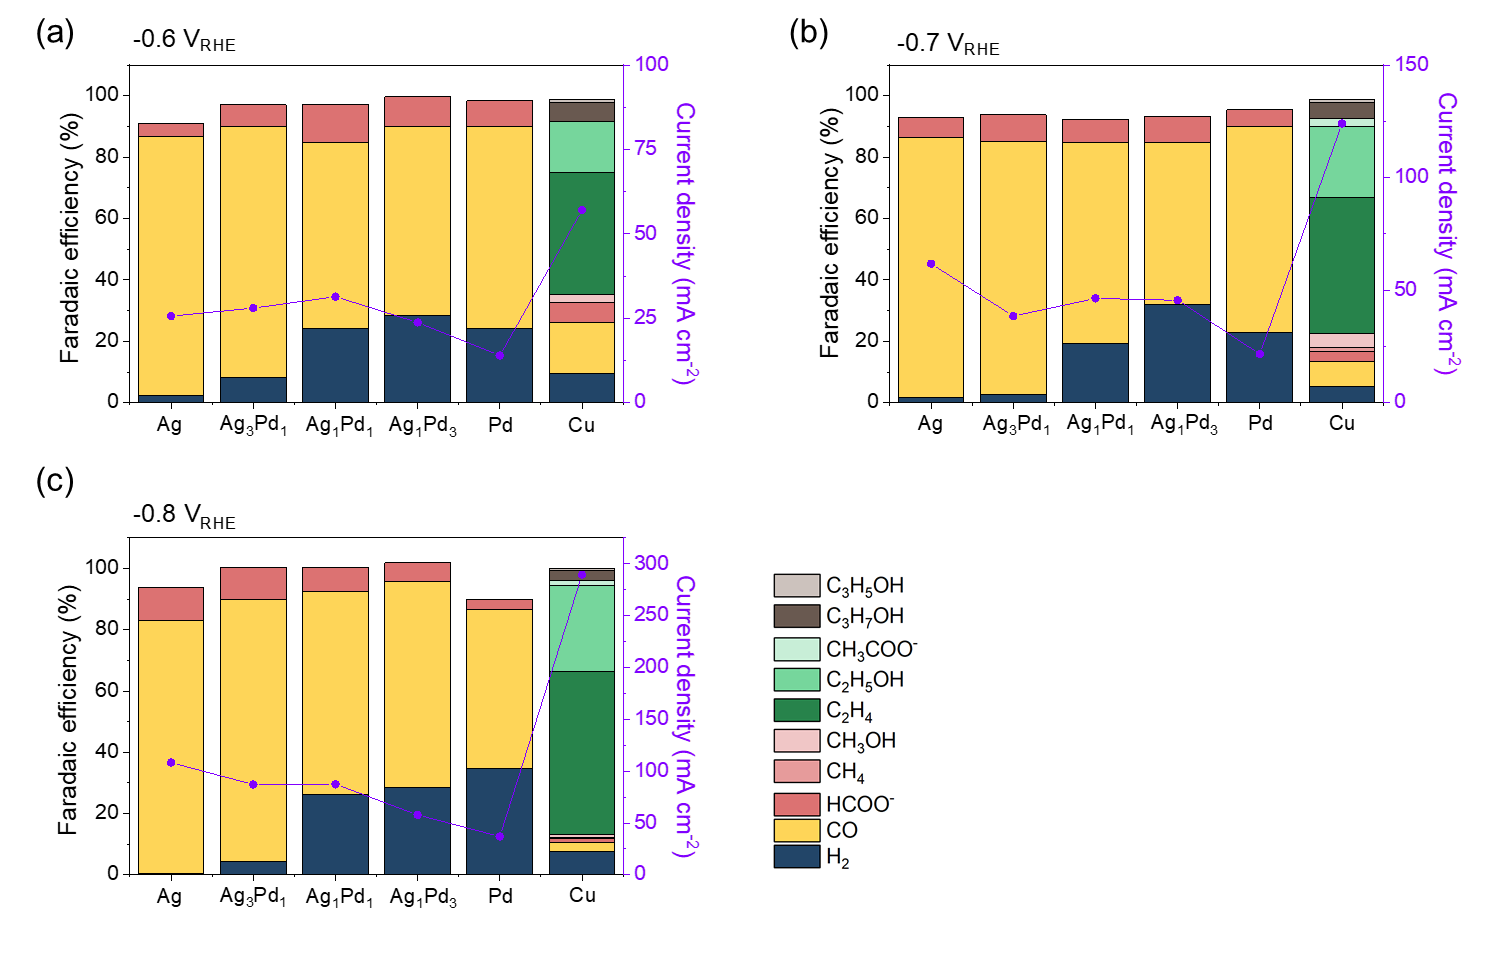 (a)
-0.6 V_RHE
Faradaic efficiency (%)
100
80
60
40
20
0
100
75
50
25
0
Current density (mA cm⁻²)
Ag Ag₃Pd₁ Ag₁Pd₁ Ag₁Pd₃ Pd Cu
(b)
-0.7 V_RHE
Faradaic efficiency (%)
100
80
60
40
20
0
150
100
50
0
Current density (mA cm⁻²)
Ag Ag₃Pd₁ Ag₁Pd₁ Ag₁Pd₃ Pd Cu
(c)
-0.8 V_RHE
Faradaic efficiency (%)
100
80
60
40
20
0
300
250
200
150
100
50
0
Current density (mA cm⁻²)
Ag Ag₃Pd₁ Ag₁Pd₁ Ag₁Pd₃ Pd Cu
C₃H₅OH
C₃H₇OH
CH₃COO⁻
C₂H₅OH
C₂H₄
CH₃OH
CH₄
HCOO⁻
CO
H₂